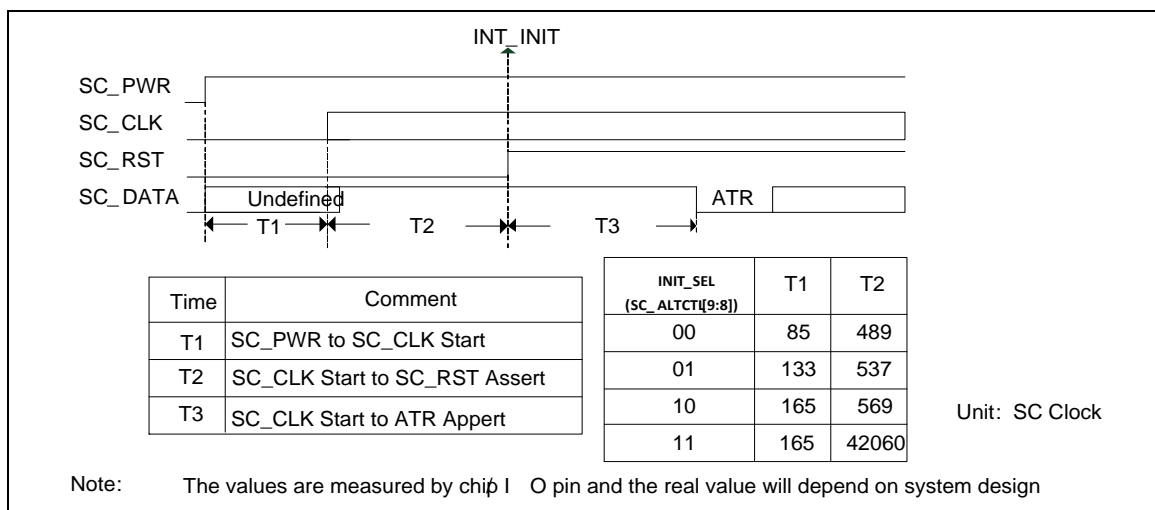 INT_INIT
SC_PWR
SC_CLK
SC_RST
SC_DATA Undefined ATR
T1 T2 T3
Time Comment
T1 SC_PWR to SC_CLK Start
T2 SC_CLK Start to SC_RST Assert
T3 SC_CLK Start to ATR Appert
INIT_SEL (SC_ALTCTL[9:8]) T1 T2
00 85 489
01 133 537
10 165 569
11 165 42060
Unit: SC Clock
Note: The values are measured by chip I/O pin and the real value will depend on system design